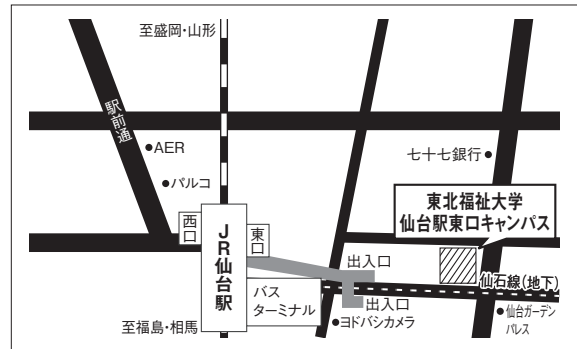 至盛岡・山形
駅前通
●AER
●パルコ
七十七銀行●
東北福祉大学
仙台駅東口キャンパス
西口
JR仙台駅
東口
出入口
仙石線(地下)
バス
ターミナル
出入口
●ヨドバシカメラ
●仙台ガーデン
パレス
至福島・相馬